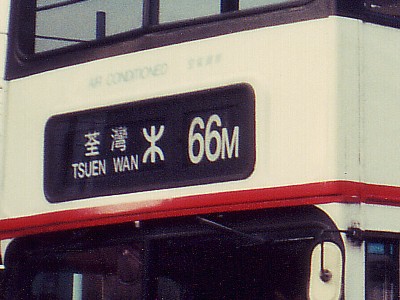 AIR CONDITIONED
荃灣 66M
TSUEN WAN